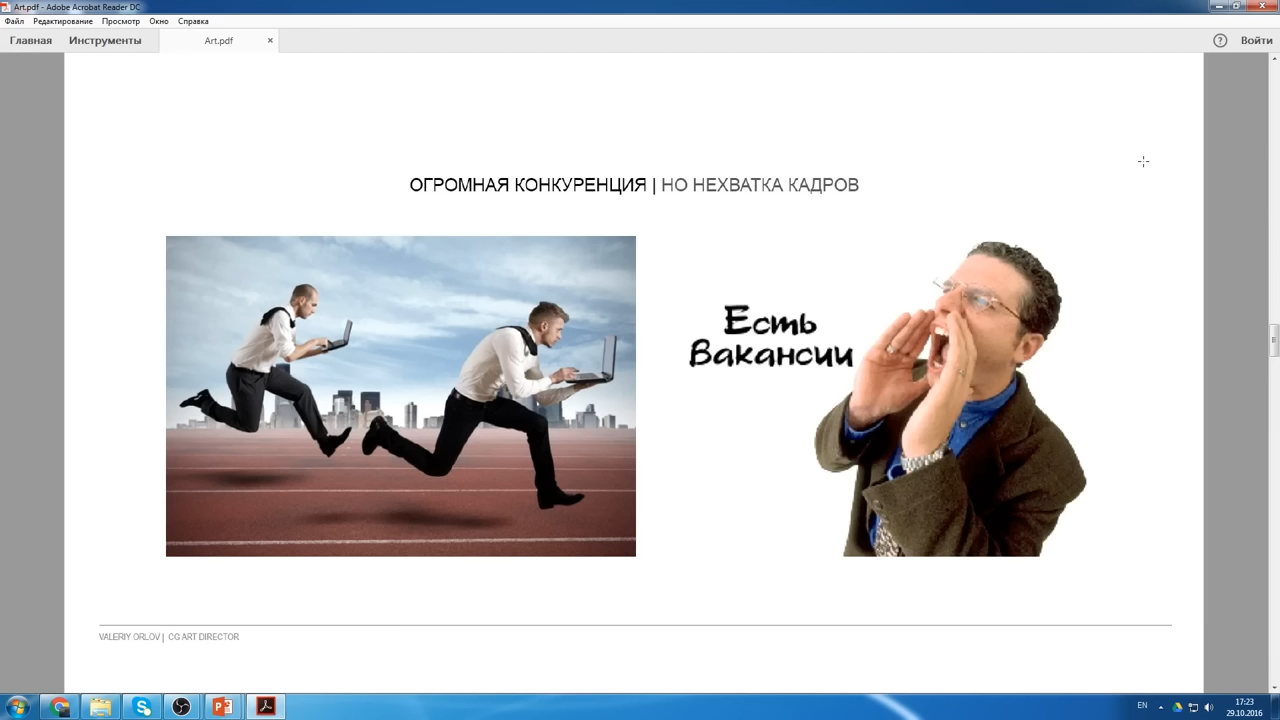 Art.pdf - Adobe Acrobat Reader DC
Файл Редактирование Просмотр Окно Справка
Главная Инструменты Art.pdf × ? Войти
ОГРОМНАЯ КОНКУРЕНЦИЯ | НО НЕХВАТКА КАДРОВ
Есть
Вакансии
VALERIY ORLOV | CG ART DIRECTOR
EN 17:23
29.10.2016